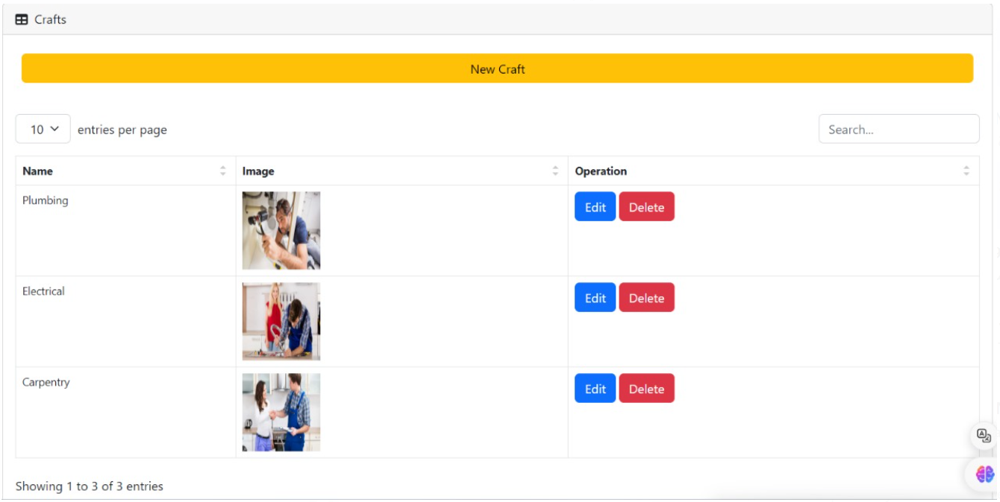 Crafts
New Craft
10 entries per page
Search...
Name Image Operation
Plumbing Edit Delete
Electrical Edit Delete
Carpentry Edit Delete
Showing 1 to 3 of 3 entries